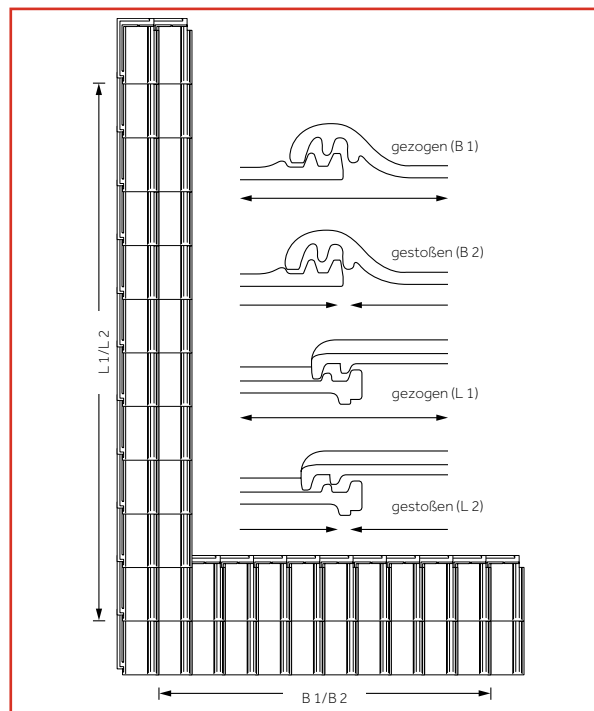 gezogen (B 1)
gestoßen (B 2)
L 1/L 2
gezogen (L 1)
gestoßen (L 2)
B 1/B 2